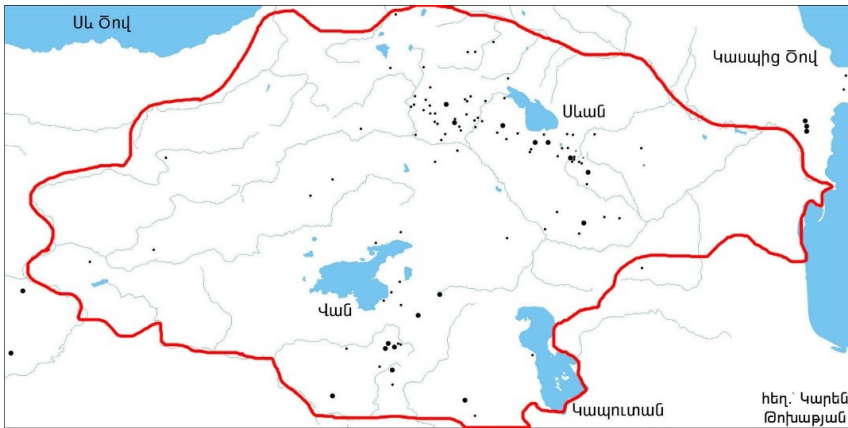 Սև Ծով
Կասպից Ծով
Սևան
Վան
Կապուտան
հեղ.՝ Կարեն
Թոխաթյան